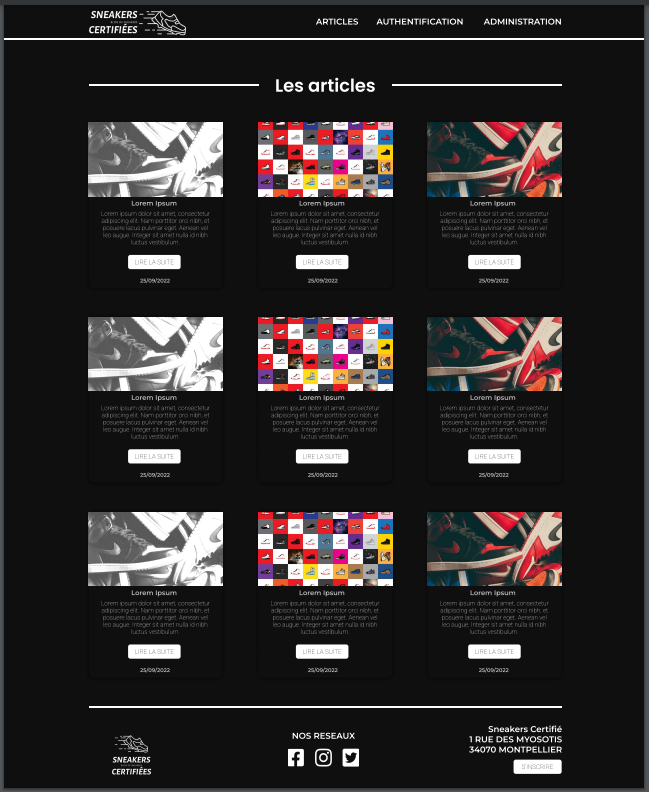 SNEAKERS
CERTIFIÉES
ARTICLES AUTHENTIFICATION ADMINISTRATION
Les articles
Lorem Ipsum
Lorem ipsum dolor sit amet, consectetur
adipiscing elit. Nam porttitor orci nibh, et
posuere lacus pulvinar eget. Aenean vel
leo augue. Integer sit amet nulla id nibh
luctus vestibulum.
LIRE LA SUITE
25/09/2022
Lorem Ipsum
Lorem ipsum dolor sit amet, consectetur
adipiscing elit. Nam porttitor orci nibh, et
posuere lacus pulvinar eget. Aenean vel
leo augue. Integer sit amet nulla id nibh
luctus vestibulum.
LIRE LA SUITE
25/09/2022
Lorem Ipsum
Lorem ipsum dolor sit amet, consectetur
adipiscing elit. Nam porttitor orci nibh, et
posuere lacus pulvinar eget. Aenean vel
leo augue. Integer sit amet nulla id nibh
luctus vestibulum.
LIRE LA SUITE
25/09/2022
Lorem Ipsum
Lorem ipsum dolor sit amet, consectetur
adipiscing elit. Nam porttitor orci nibh, et
posuere lacus pulvinar eget. Aenean vel
leo augue. Integer sit amet nulla id nibh
luctus vestibulum.
LIRE LA SUITE
25/09/2022
Lorem Ipsum
Lorem ipsum dolor sit amet, consectetur
adipiscing elit. Nam porttitor orci nibh, et
posuere lacus pulvinar eget. Aenean vel
leo augue. Integer sit amet nulla id nibh
luctus vestibulum.
LIRE LA SUITE
25/09/2022
Lorem Ipsum
Lorem ipsum dolor sit amet, consectetur
adipiscing elit. Nam porttitor orci nibh, et
posuere lacus pulvinar eget. Aenean vel
leo augue. Integer sit amet nulla id nibh
luctus vestibulum.
LIRE LA SUITE
25/09/2022
Lorem Ipsum
Lorem ipsum dolor sit amet, consectetur
adipiscing elit. Nam porttitor orci nibh, et
posuere lacus pulvinar eget. Aenean vel
leo augue. Integer sit amet nulla id nibh
luctus vestibulum.
LIRE LA SUITE
25/09/2022
Lorem Ipsum
Lorem ipsum dolor sit amet, consectetur
adipiscing elit. Nam porttitor orci nibh, et
posuere lacus pulvinar eget. Aenean vel
leo augue. Integer sit amet nulla id nibh
luctus vestibulum.
LIRE LA SUITE
25/09/2022
Lorem Ipsum
Lorem ipsum dolor sit amet, consectetur
adipiscing elit. Nam porttitor orci nibh, et
posuere lacus pulvinar eget. Aenean vel
leo augue. Integer sit amet nulla id nibh
luctus vestibulum.
LIRE LA SUITE
25/09/2022
SNEAKERS
CERTIFIÉES
NOS RESEAUX
Sneakers Certifié
1 RUE DES MYOSOTIS
34070 MONTPELLIER
S'INSCRIRE